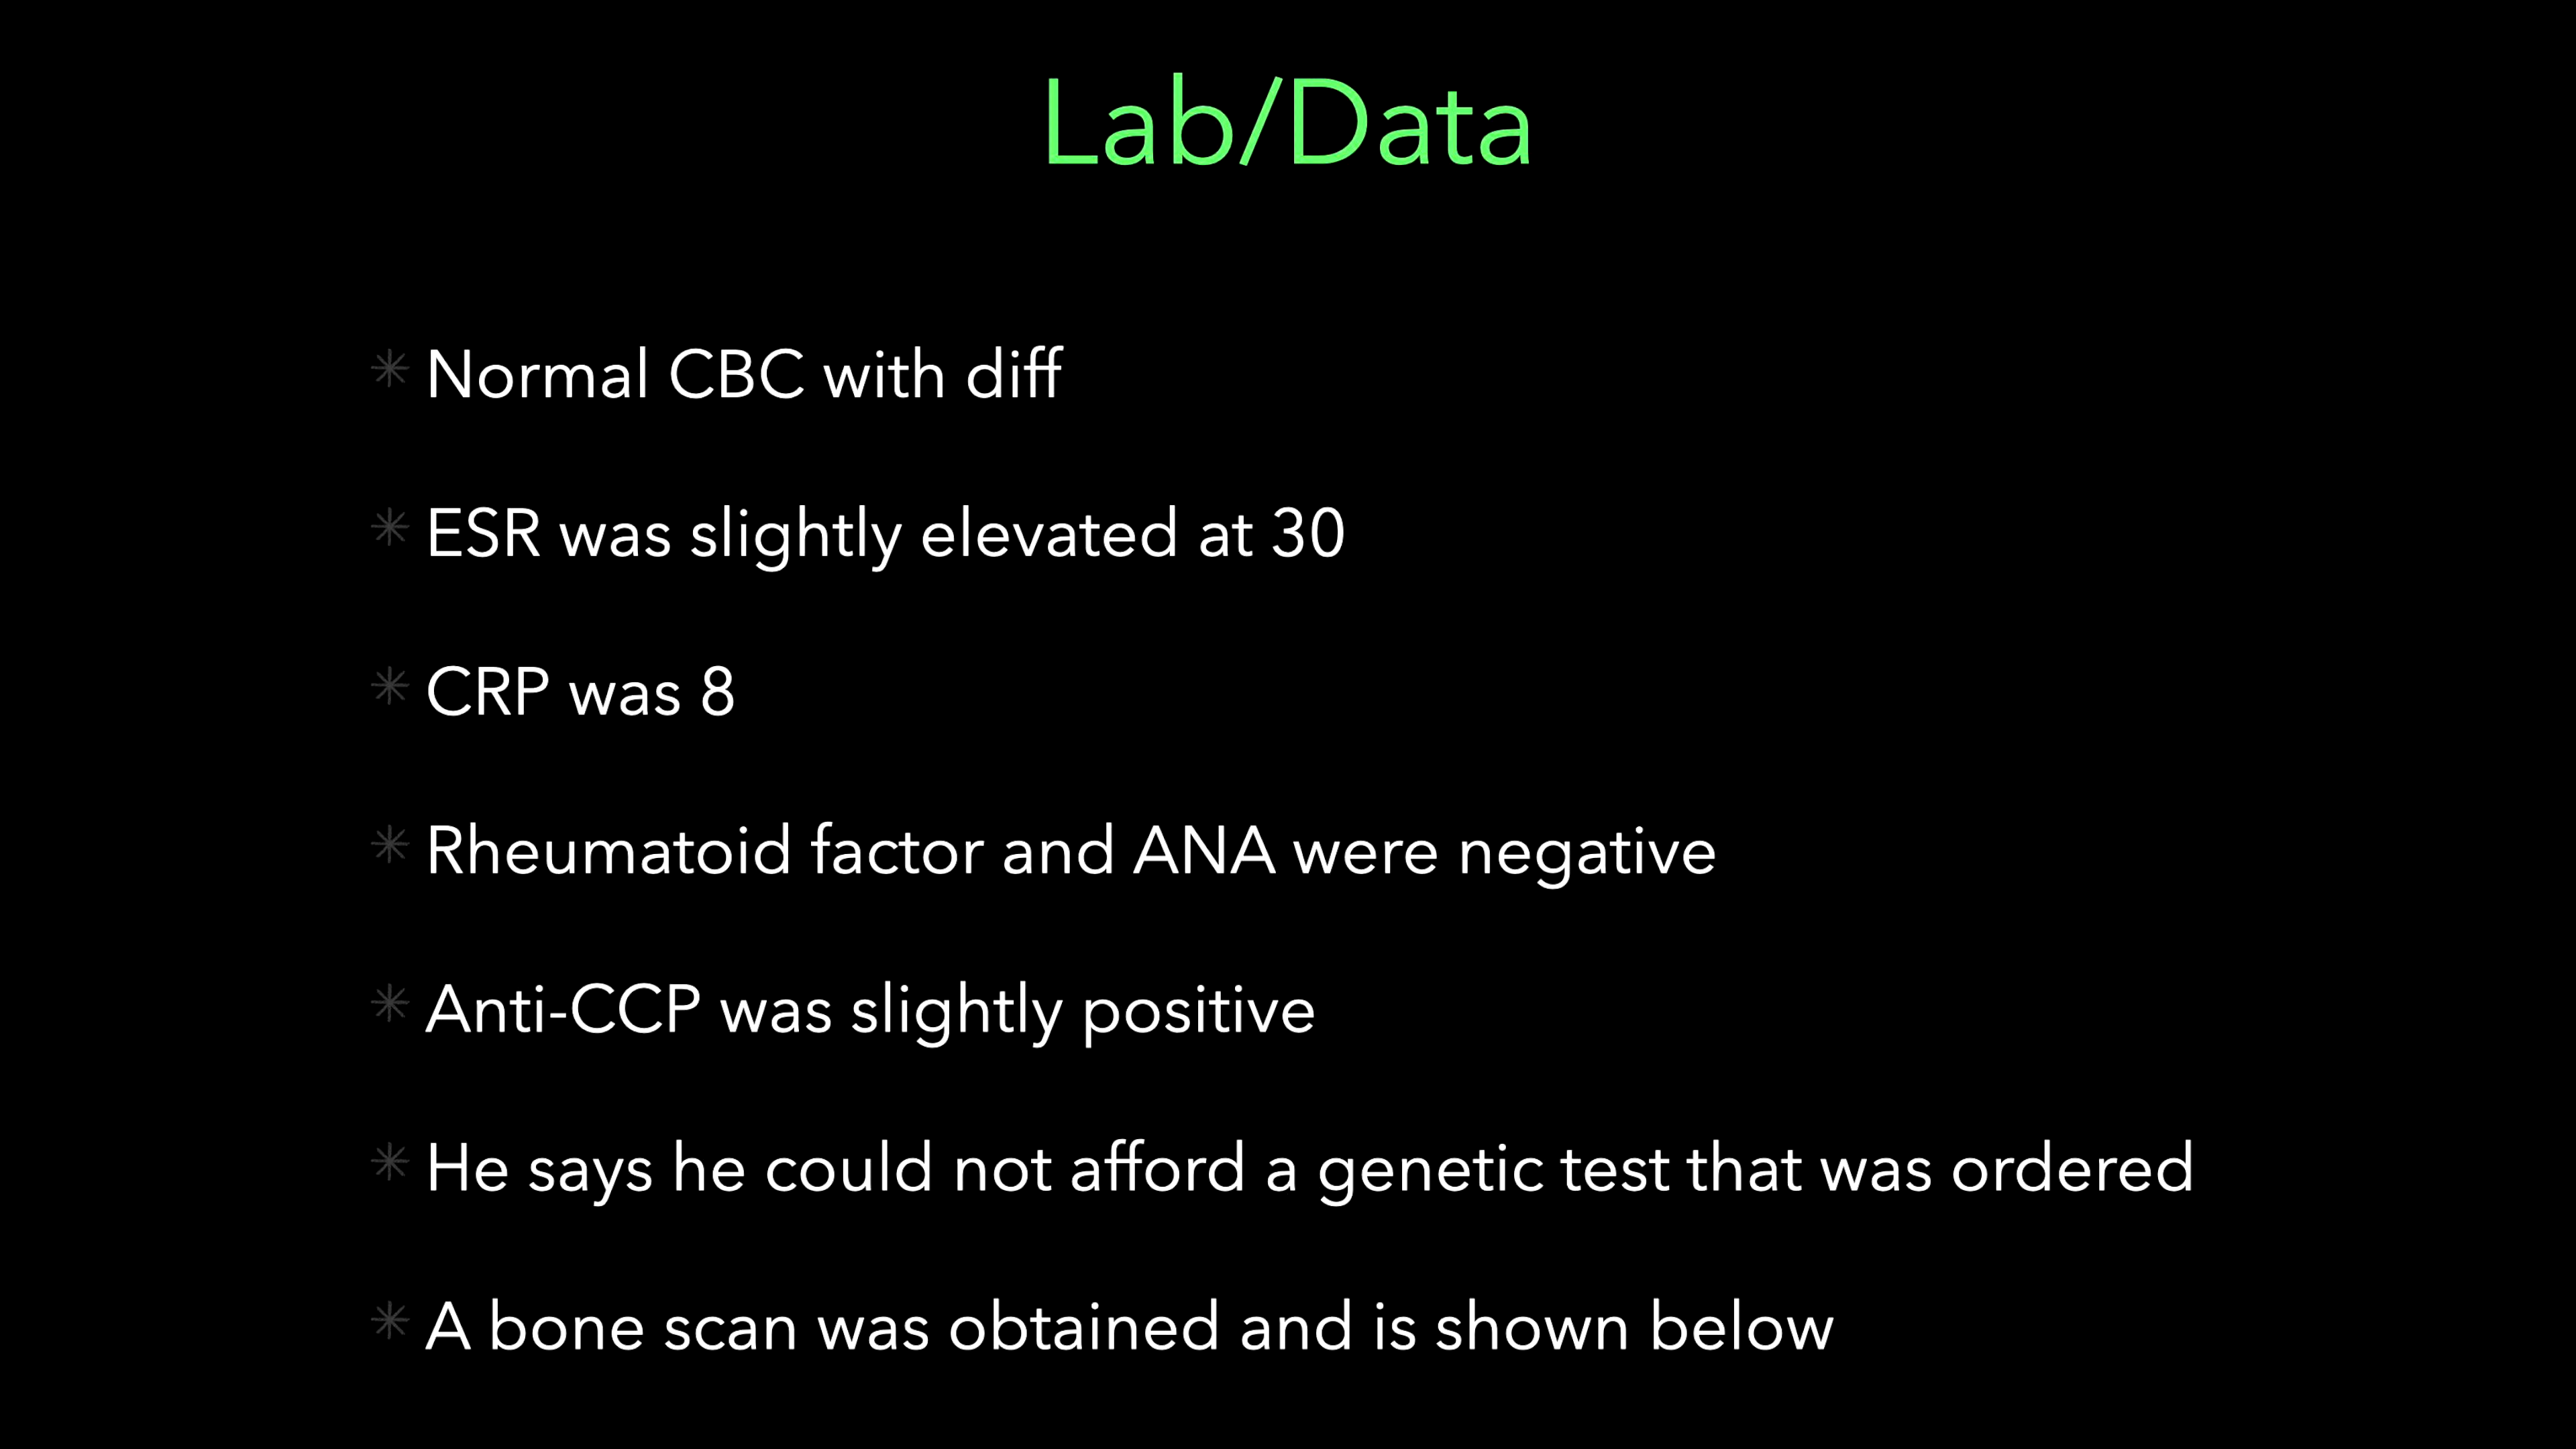 Lab/Data
Normal CBC with diff
ESR was slightly elevated at 30
CRP was 8
Rheumatoid factor and ANA were negative
Anti-CCP was slightly positive
He says he could not afford a genetic test that was ordered
A bone scan was obtained and is shown below